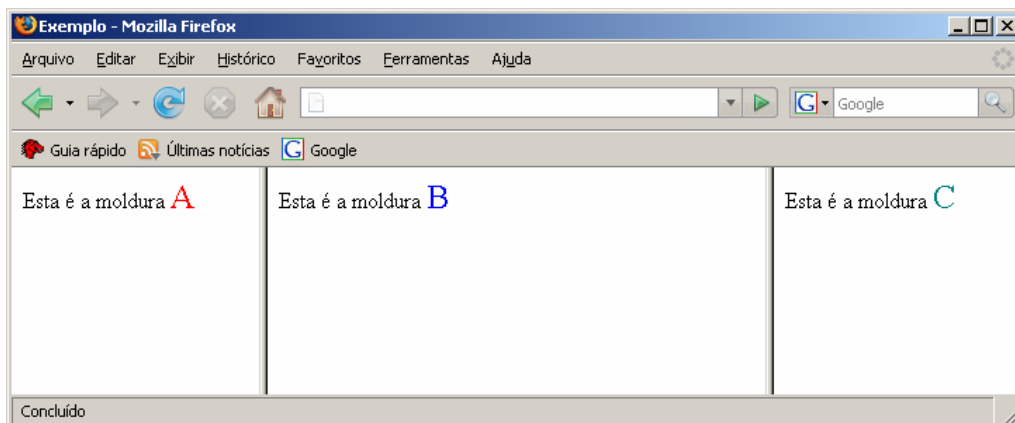 Exemplo - Mozilla Firefox
Arquivo Editar Exibir Histórico Favoritos Ferramentas Ajuda
G Google
Guia rápido Últimas notícias G Google
Esta é a moldura A Esta é a moldura B Esta é a moldura C
Concluído